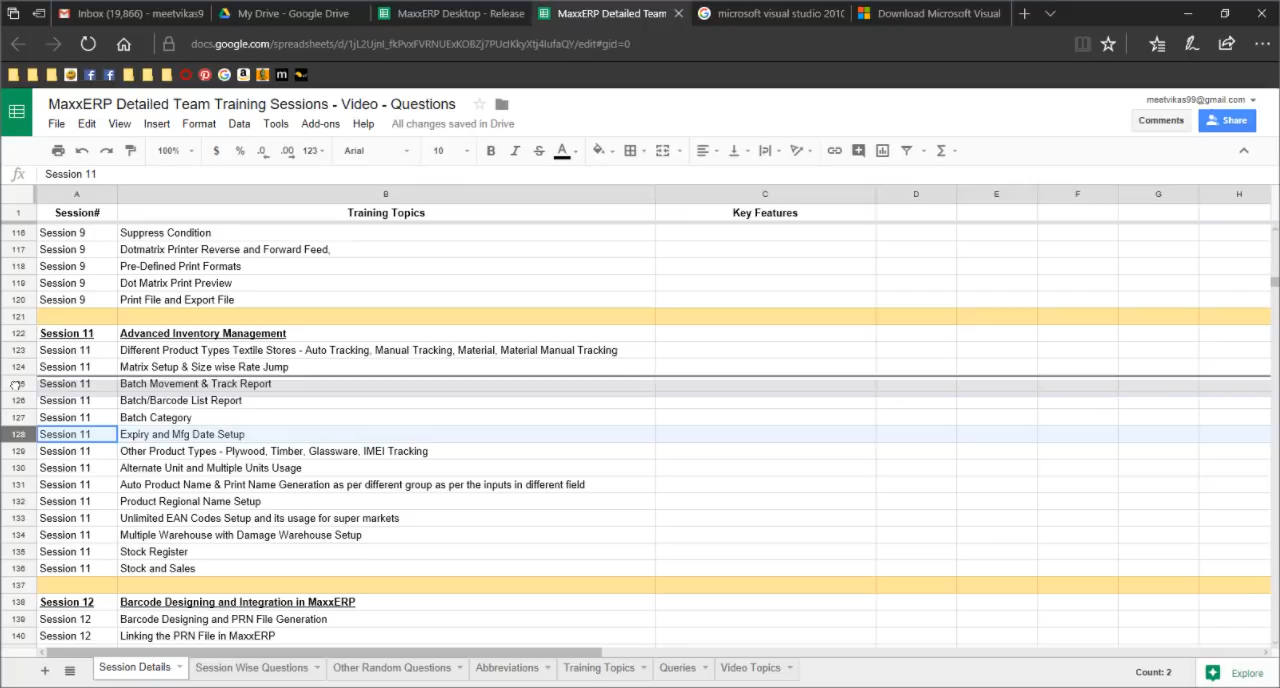 Inbox (19,866) - meetvikas9
My Drive - Google Drive
MaxxERP Desktop - Release
MaxxERP Detailed Team
microsoft visual studio 2010
Download Microsoft Visual
docs.google.com/spreadsheets/d/1jL2UjnI_fkPvxFVRNUExKOBZj7PUcIKkyXtj4IufaQY/edit#gid=0
MaxxERP Detailed Team Training Sessions - Video - Questions
meetvikas99@gmail.com
File Edit View Insert Format Data Tools Add-ons Help All changes saved in Drive
Comments
Share
100% $ % .0 .00 123 Arial 10 B I S A
fx Session 11
A B C D E F G H
1 Session# Training Topics Key Features
116 Session 9 Suppress Condition
117 Session 9 Dotmatrix Printer Reverse and Forward Feed,
118 Session 9 Pre-Defined Print Formats
119 Session 9 Dot Matrix Print Preview
120 Session 9 Print File and Export File
121
122 Session 11 Advanced Inventory Management
123 Session 11 Different Product Types Textile Stores - Auto Tracking, Manual Tracking, Material, Material Manual Tracking
124 Session 11 Matrix Setup & Size wise Rate Jump
Session 11 Batch Movement & Track Report
126 Session 11 Batch/Barcode List Report
127 Session 11 Batch Category
128 Session 11 Expiry and Mfg Date Setup
129 Session 11 Other Product Types - Plywood, Timber, Glassware, IMEI Tracking
130 Session 11 Alternate Unit and Multiple Units Usage
131 Session 11 Auto Product Name & Print Name Generation as per different group as per the inputs in different field
132 Session 11 Product Regional Name Setup
133 Session 11 Unlimited EAN Codes Setup and its usage for super markets
134 Session 11 Multiple Warehouse with Damage Warehouse Setup
135 Session 11 Stock Register
136 Session 11 Stock and Sales
137
138 Session 12 Barcode Designing and Integration in MaxxERP
139 Session 12 Barcode Designing and PRN File Generation
140 Session 12 Linking the PRN File in MaxxERP
Session Details
Session Wise Questions
Other Random Questions
Abbreviations
Training Topics
Queries
Video Topics
Count: 2
Explore